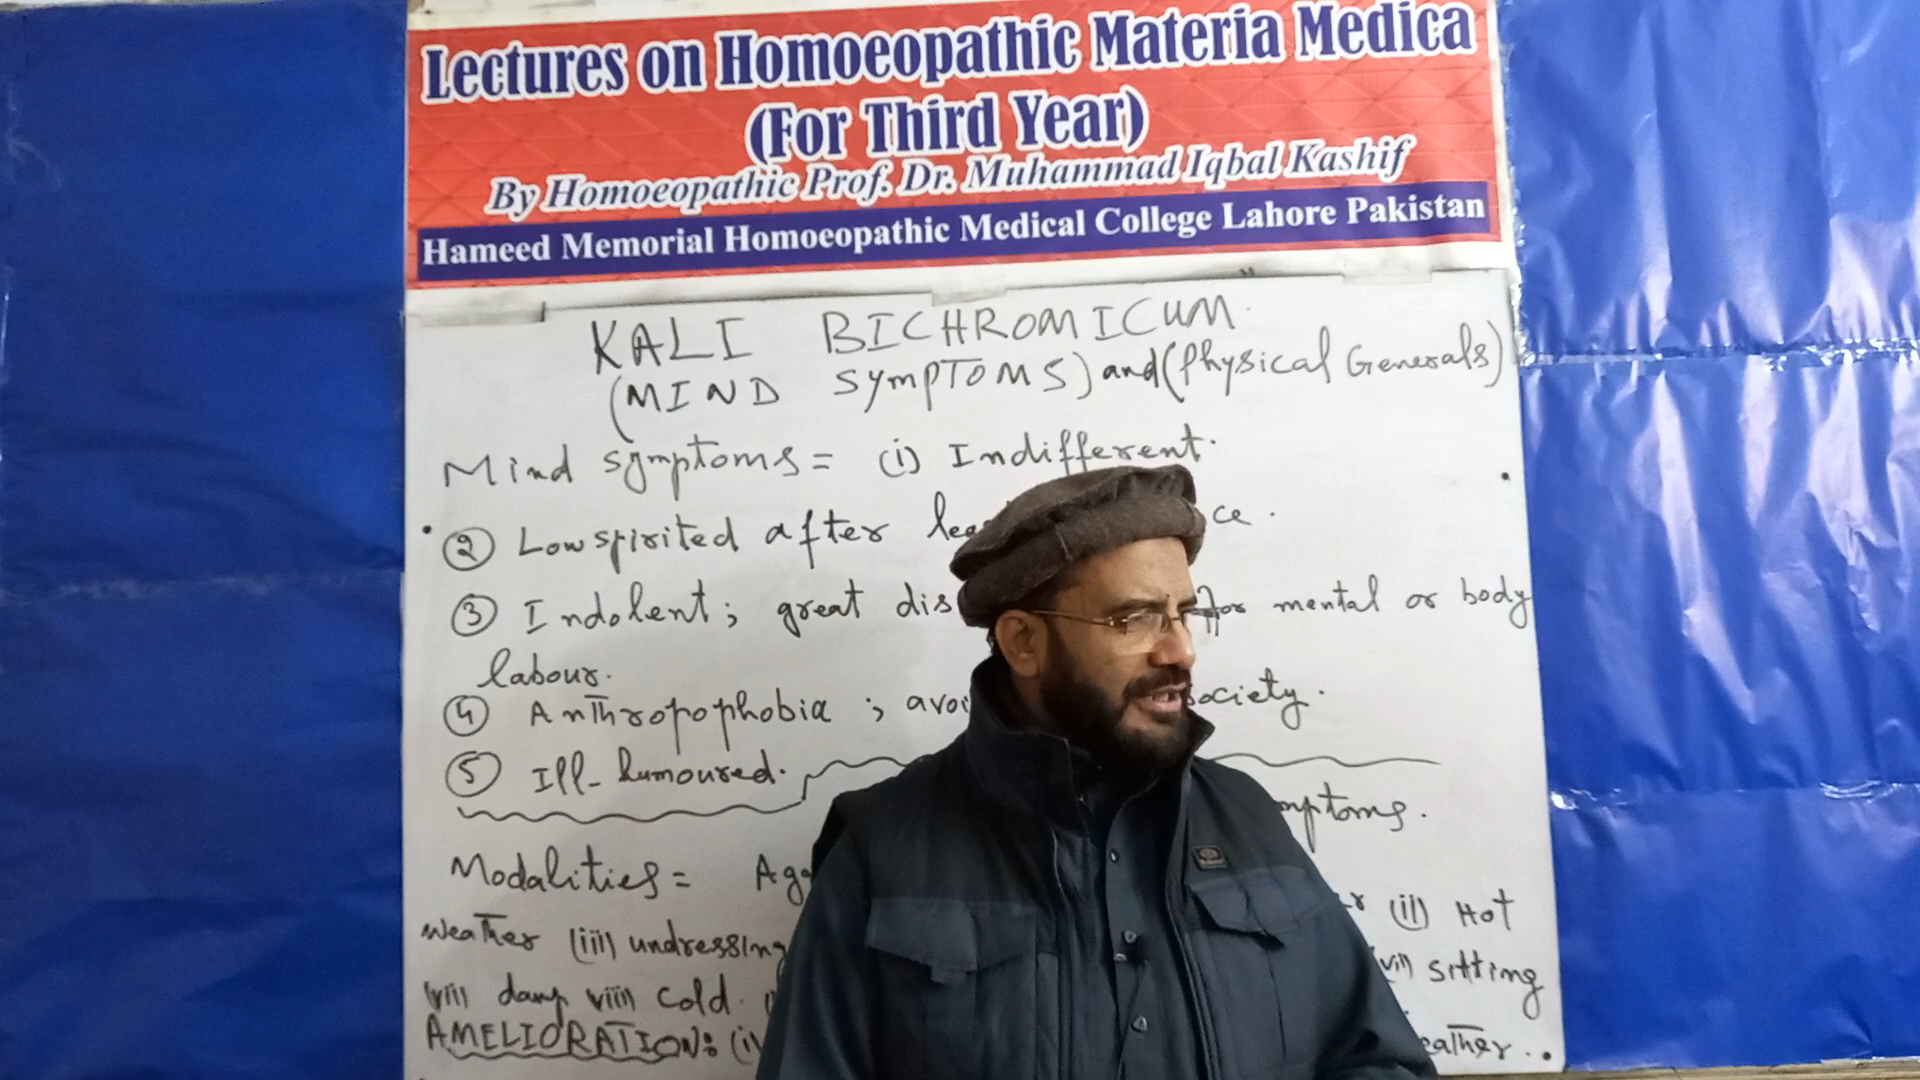 Lectures on Homoeopathic Materia Medica
(For Third Year)
By Homoeopathic Prof. Dr. Muhammad Iqbal Kashif
Hameed Memorial Homoeopathic Medical College Lahore Pakistan
KALI BICHROMICUM.
(MIND SYMPTOMS) and (Physical Generals)
Mind symptoms = (i) Indifferent.
② Low spirited after
③ Indolent; great for mental or body
labour.
④ Anthropophobia ; society.
⑤ Ill-humoured.
Modalities = (ii) Hot
weather (iii) undressing (vi) sitting
(vii) damp viii) cold.
AMELIORATION: (i)